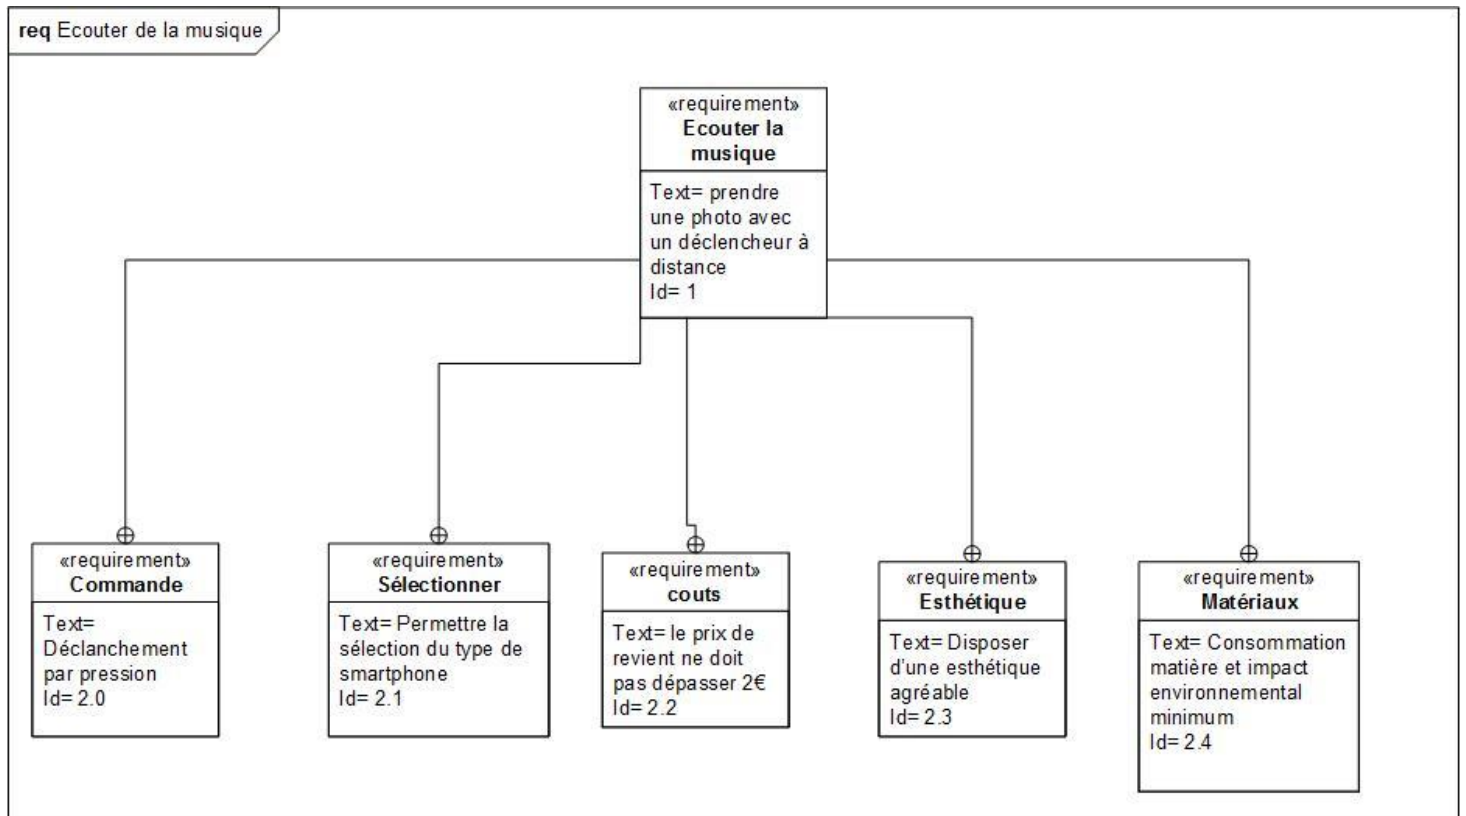 req Ecouter de la musique
«requirement»
Ecouter la
musique
Text= prendre
une photo avec
un déclencheur à
distance
Id= 1
«requirement»
Commande
Text=
Déclanchement
par pression
Id= 2.0
«requirement»
Sélectionner
Text= Permettre la
sélection du type de
smartphone
Id= 2.1
«requirement»
couts
Text= le prix de
revient ne doit
pas dépasser 2€
Id= 2.2
«requirement»
Esthétique
Text= Disposer
d'une esthétique
agréable
Id= 2.3
«requirement»
Matériaux
Text= Consommation
matière et impact
environnemental
minimum
Id= 2.4